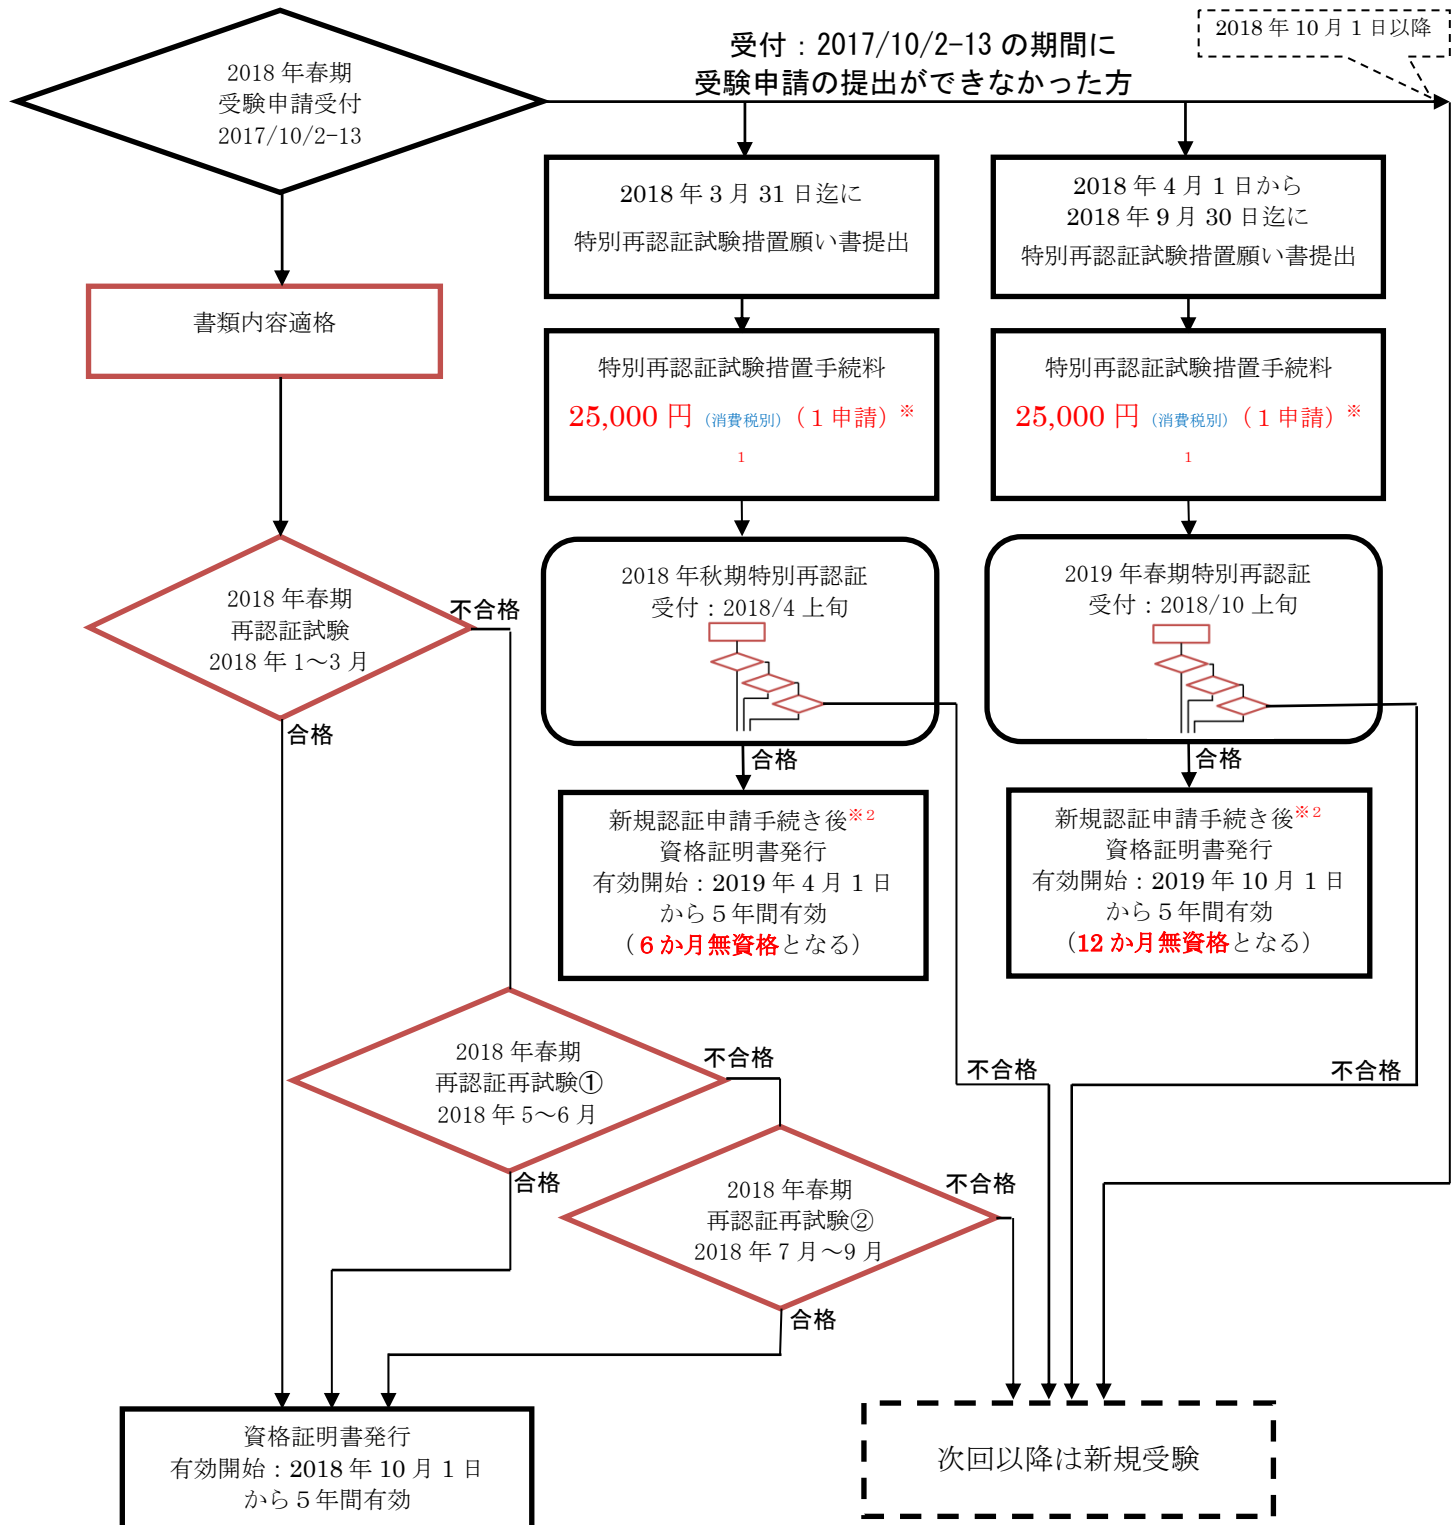 2018年春期
受験申請受付
2017/10/2-13
受付：2017/10/2-13の期間に
受験申請の提出ができなかった方
2018年10月1日以降
2018年3月31日迄に
特別再認証試験措置願い書提出
2018年4月1日から
2018年9月30日迄に
特別再認証試験措置願い書提出
書類内容適格
特別再認証試験措置手続料
25,000円（消費税別）（1申請）※
1
特別再認証試験措置手続料
25,000円（消費税別）（1申請）※
1
2018年春期
再認証試験
2018年1～3月
不合格
合格
2018年秋期特別再認証
受付：2018/4上旬
合格
2019年春期特別再認証
受付：2018/10上旬
合格
新規認証申請手続き後※2
資格証明書発行
有効開始：2019年4月1日
から5年間有効
（6か月無資格となる）
新規認証申請手続き後※2
資格証明書発行
有効開始：2019年10月1日
から5年間有効
（12か月無資格となる）
2018年春期
再認証再試験①
2018年5～6月
不合格
合格
不合格
不合格
2018年春期
再認証再試験②
2018年7月～9月
不合格
合格
資格証明書発行
有効開始：2018年10月1日
から5年間有効
次回以降は新規受験